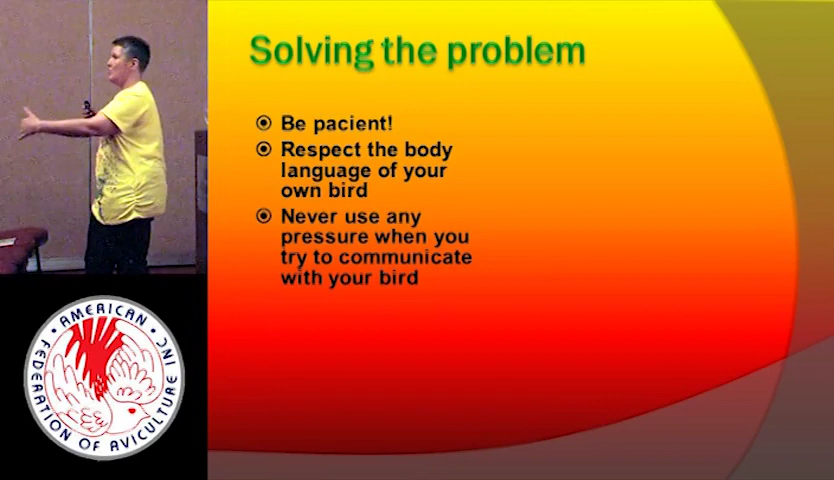 Solving the problem
Be pacient!
Respect the body
language of your
own bird
Never use any
pressure when you
try to communicate
with your bird
AMERICAN
FEDERATION OF AVICULTURE INC